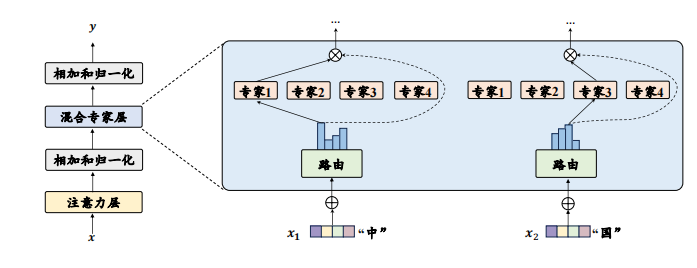 y
相加和归一化
混合专家层
相加和归一化
注意力层
x
...
专家1 专家2 专家3 专家4
路由
x1 “中”
...
专家1 专家2 专家3 专家4
路由
x2 “国”